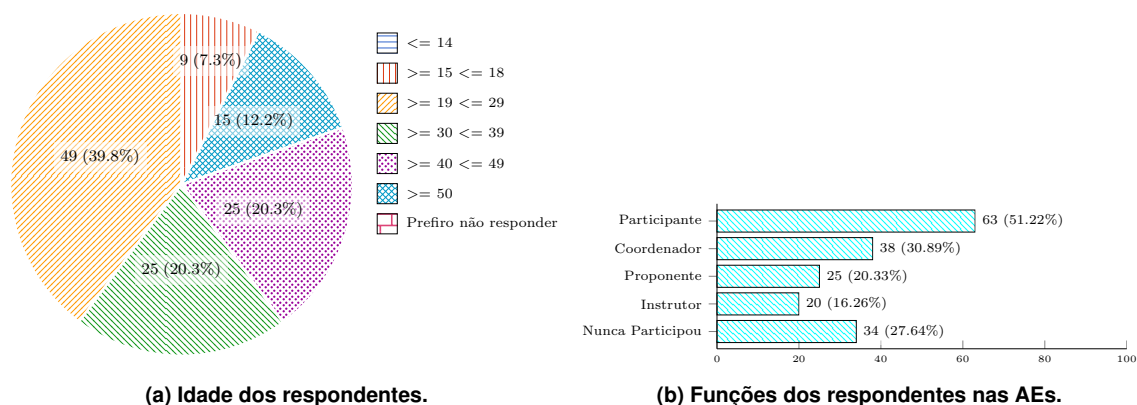 9 (7.3%)
15 (12.2%)
49 (39.8%)
25 (20.3%)
25 (20.3%)
<= 14
>= 15 <= 18
>= 19 <= 29
>= 30 <= 39
>= 40 <= 49
>= 50
Prefiro não responder
(a) Idade dos respondentes.
Participante 63 (51.22%)
Coordenador 38 (30.89%)
Proponente 25 (20.33%)
Instrutor 20 (16.26%)
Nunca Participou 34 (27.64%)
0 20 40 60 80 100
(b) Funções dos respondentes nas AEs.